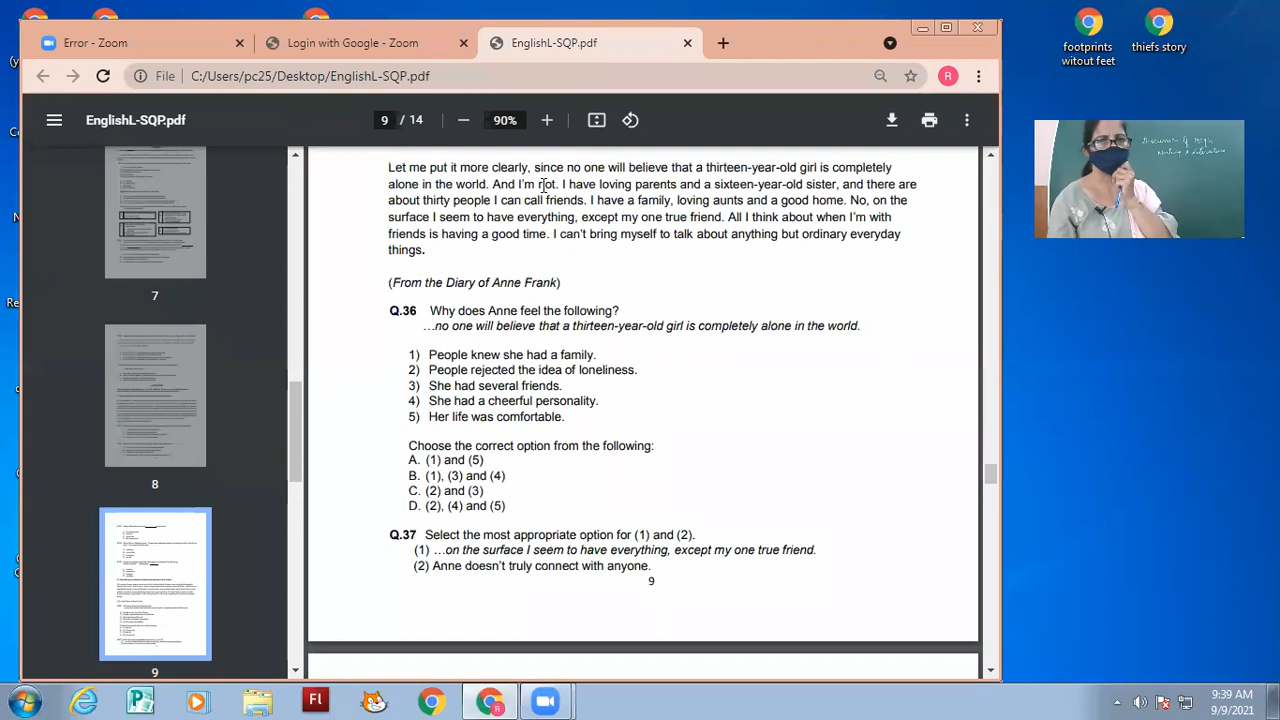 footprints
witout feet
thiefs story
Error - Zoom
Login with Google - Zoom
EnglishL-SQP.pdf
File
C:/Users/pc25/Desktop/EnglishL-SQP.pdf
R
EnglishL-SQP.pdf
9 / 14
90%
Let me put it more clearly, since no one will believe that a thirteen-year-old girl is completely
alone in the world. And I'm not. I have loving parents and a sixteen-year-old sister, and there are
about thirty people I can call friends. I have a family, loving aunts and a good home. No, on the
surface I seem to have everything, except my one true friend. All I think about when I'm with
friends is having a good time. I can't bring myself to talk about anything but ordinary everyday
things.
(From the Diary of Anne Frank)
Q.36 Why does Anne feel the following?
…no one will believe that a thirteen-year-old girl is completely alone in the world.
1) People knew she had a family.
2) People rejected the idea of loneliness.
3) She had several friends.
4) She had a cheerful personality.
5) Her life was comfortable.
Choose the correct option from the following:
A. (1) and (5)
B. (1), (3) and (4)
C. (2) and (3)
D. (2), (4) and (5)
Q.37 Select the most appropriate option for (1) and (2).
(1) …on the surface I seem to have everything, except my one true friend.
(2) Anne doesn't truly connect with anyone.
9
7
8
9
Discussion of
Writing & Literature
Fl
R
9:39 AM
9/9/2021